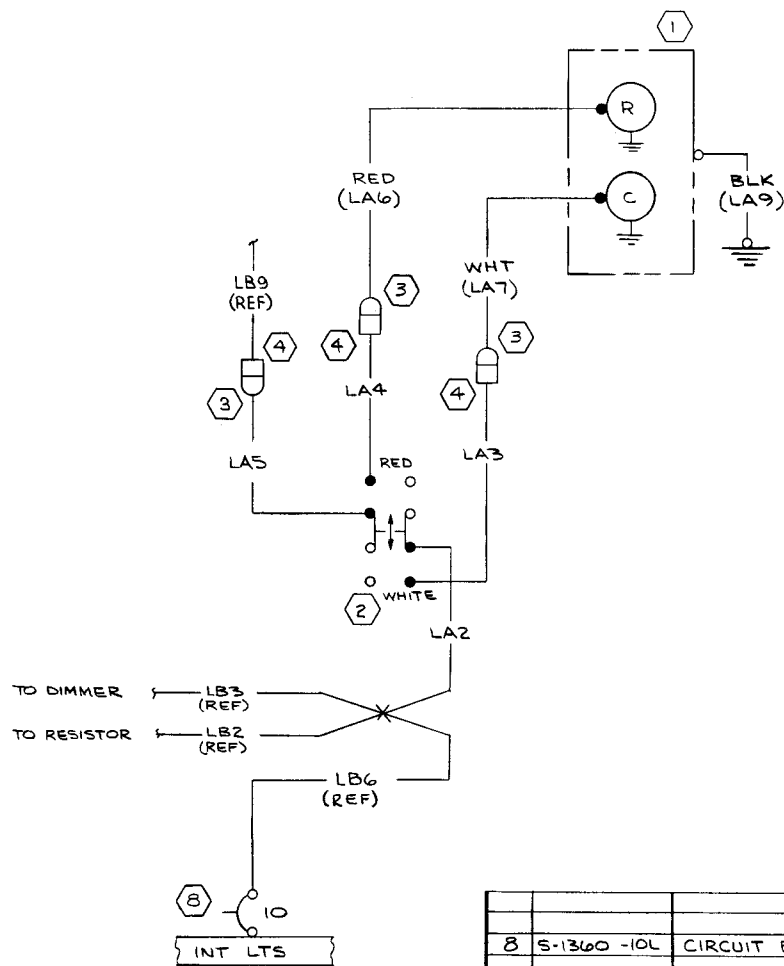 1
R
RED
(LA6)
C
BLK
(LA9)
LB9
(REF)
WHT
(LA7)
3
4
4
3
3
4
LA4
LA5
LA3
RED
2
WHITE
LA2
TO DIMMER
LB3
(REF)
TO RESISTOR
LB2
(REF)
LB6
(REF)
8
10
INT LTS
8 S-1360 -10L CIRCUIT